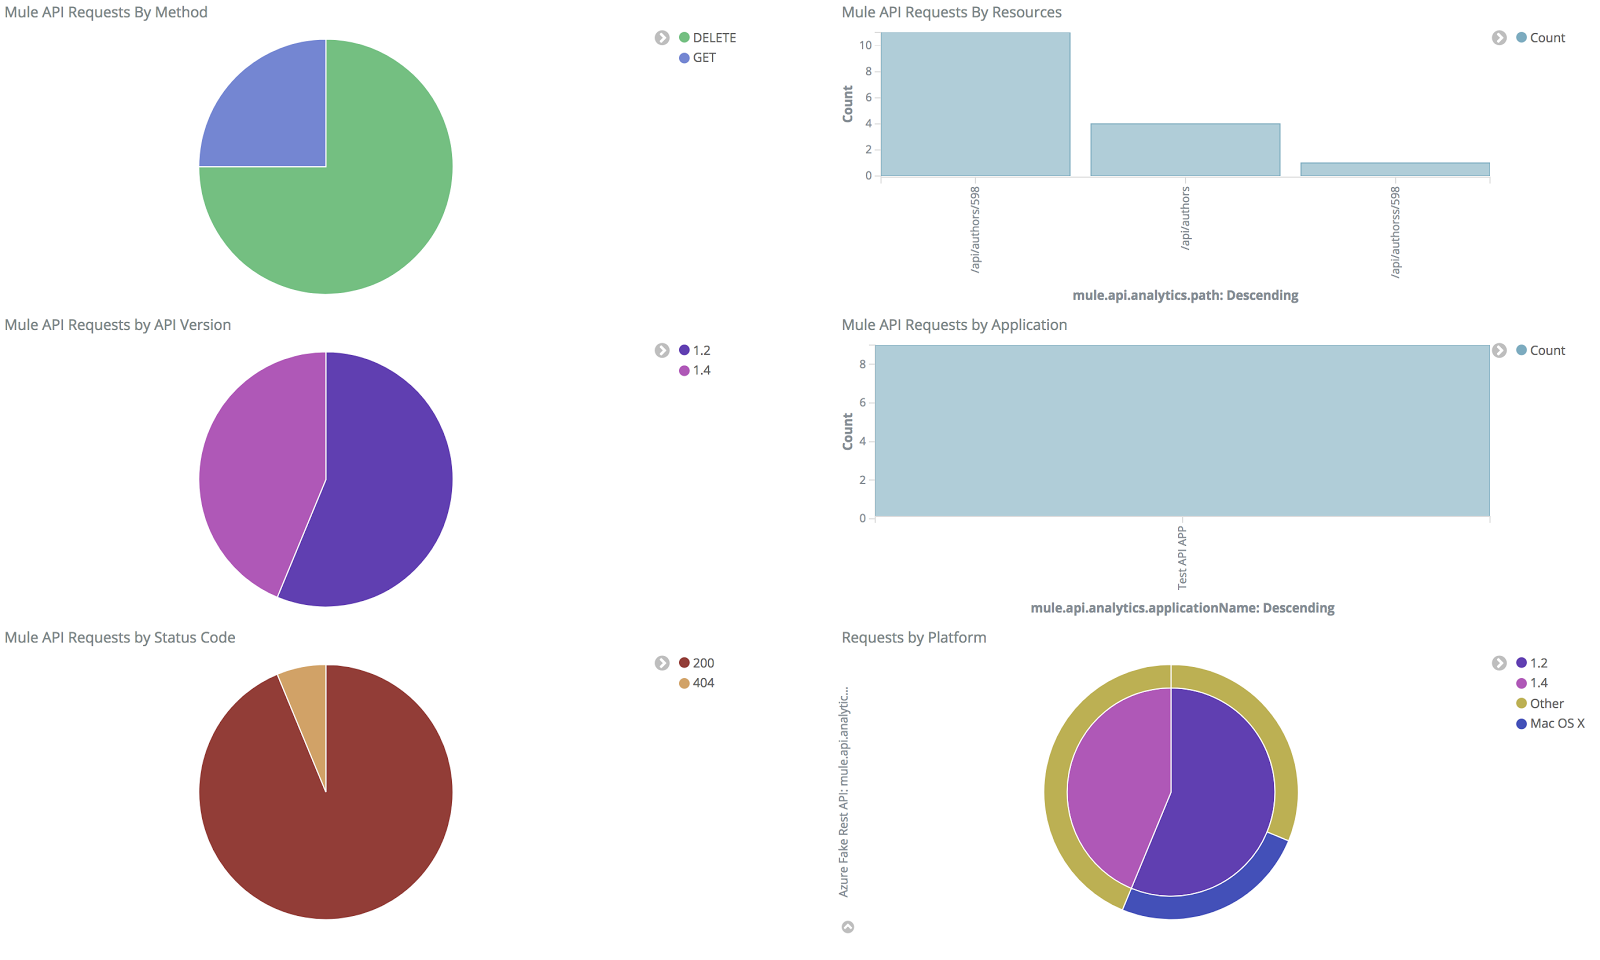 Mule API Requests By Method
DELETE
GET
Mule API Requests By Resources
Count
10
8
6
4
2
0
Count
/api/authors/598
/api/authors
/api/authorss/598
mule.api.analytics.path: Descending
Mule API Requests by API Version
1.2
1.4
Mule API Requests by Application
Count
8
6
4
2
0
Count
Test API APP
mule.api.analytics.applicationName: Descending
Mule API Requests by Status Code
200
404
Requests by Platform
Azure Fake Rest API: mule.api.analytic...
1.2
1.4
Other
Mac OS X